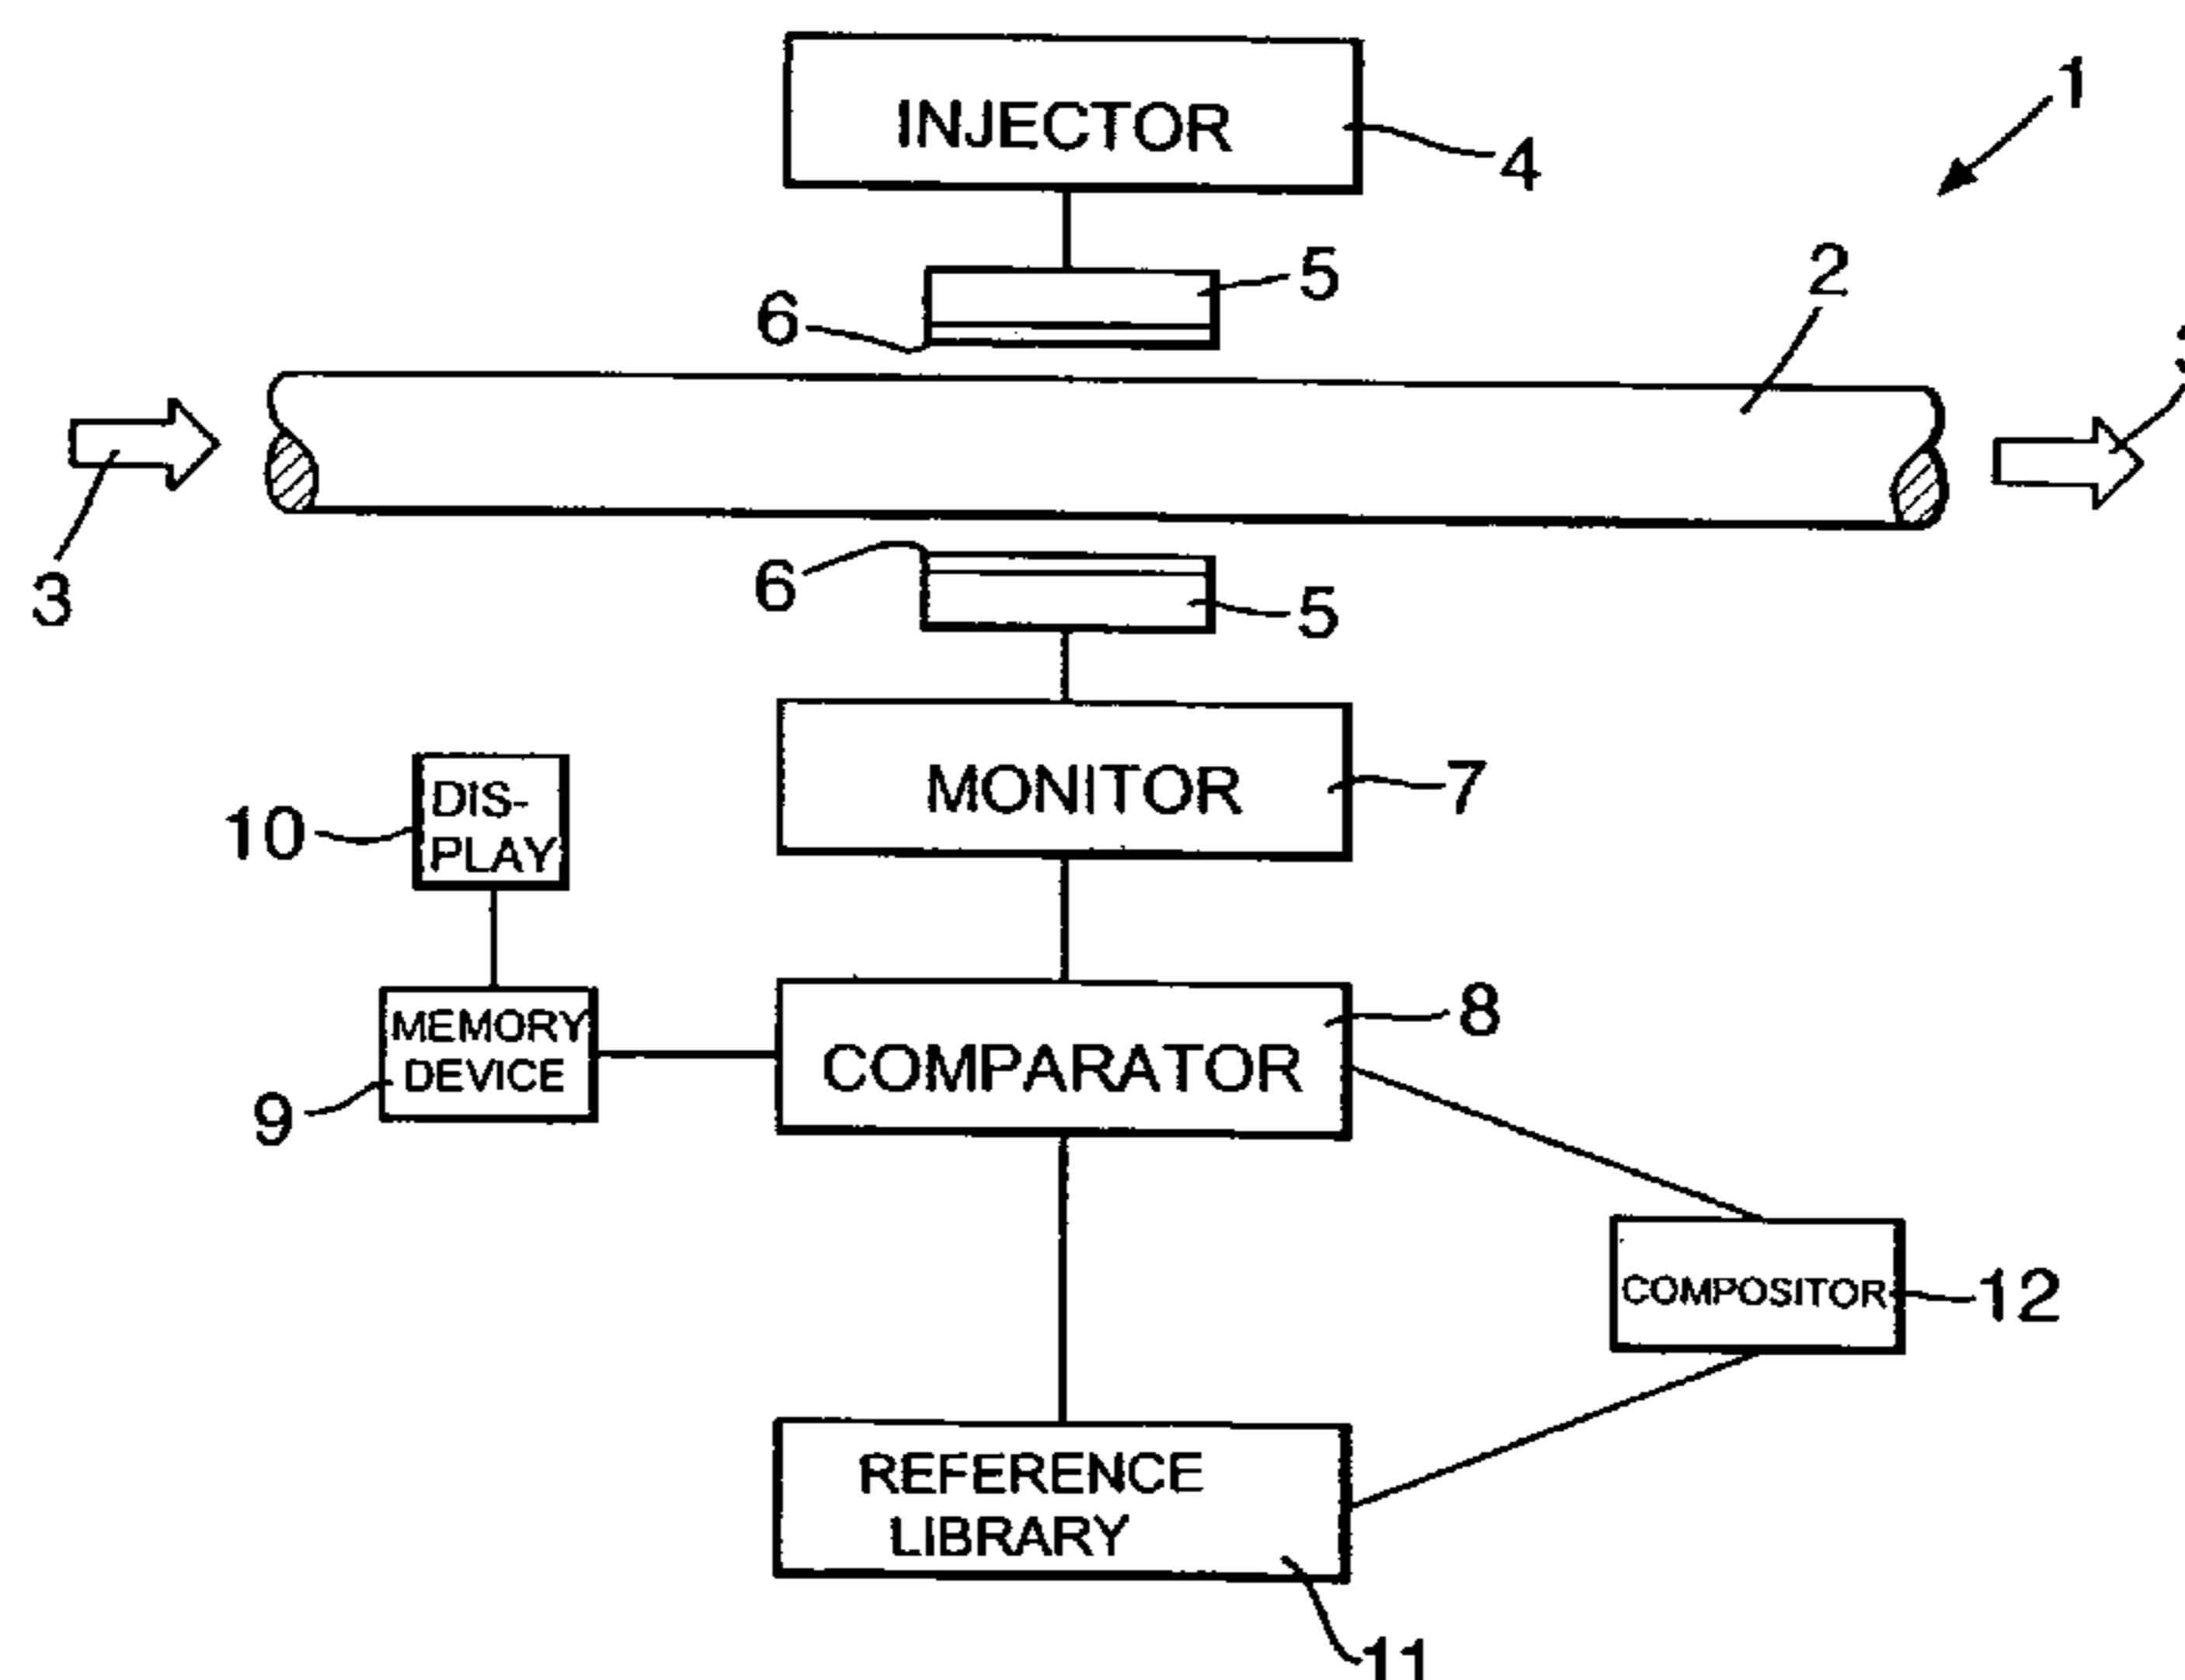 INJECTOR
1
4
5
2
6
3
6
5
MONITOR
7
DIS-
PLAY
10
8
MEMORY
DEVICE
COMPARATOR
9
COMPOSITOR
12
REFERENCE
LIBRARY
11